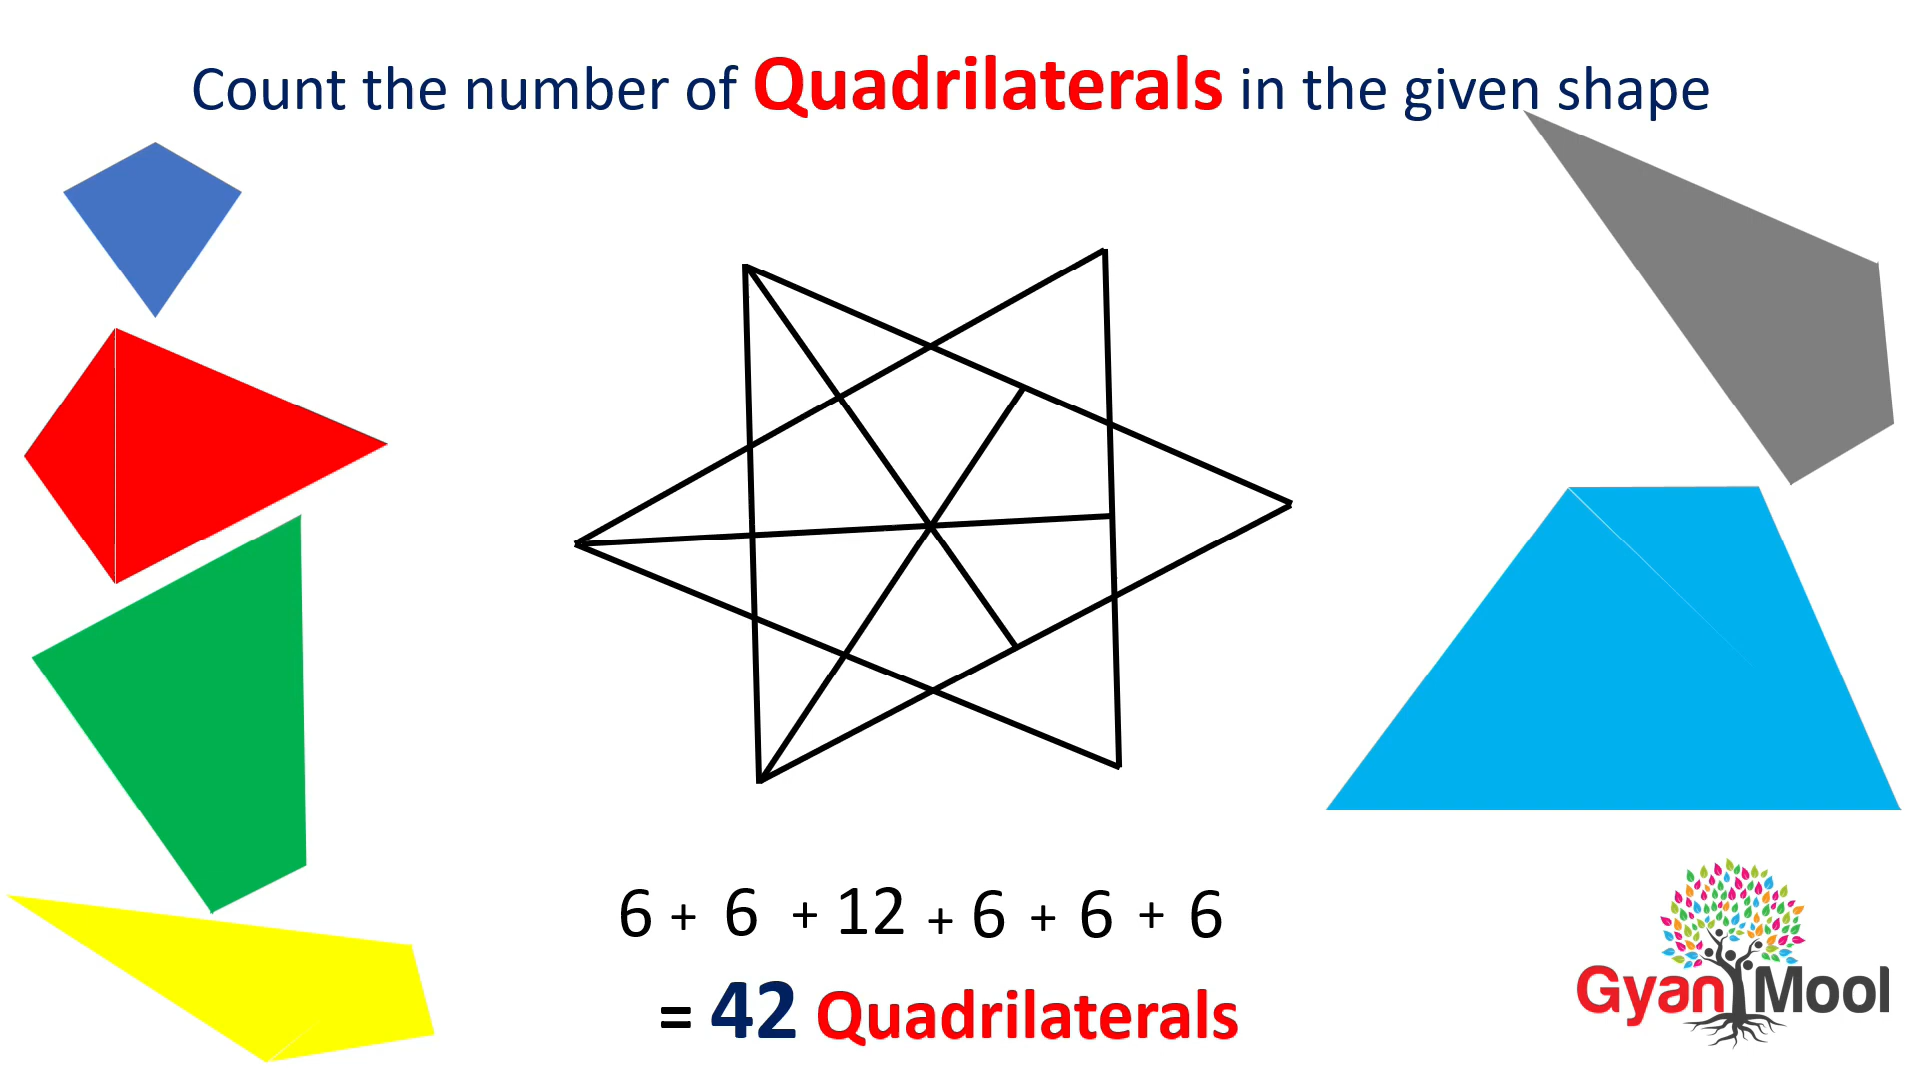 Count the number of Quadrilaterals in the given shape
6 + 6 + 12 + 6 + 6 + 6
= 42 Quadrilaterals
Gyan Mool